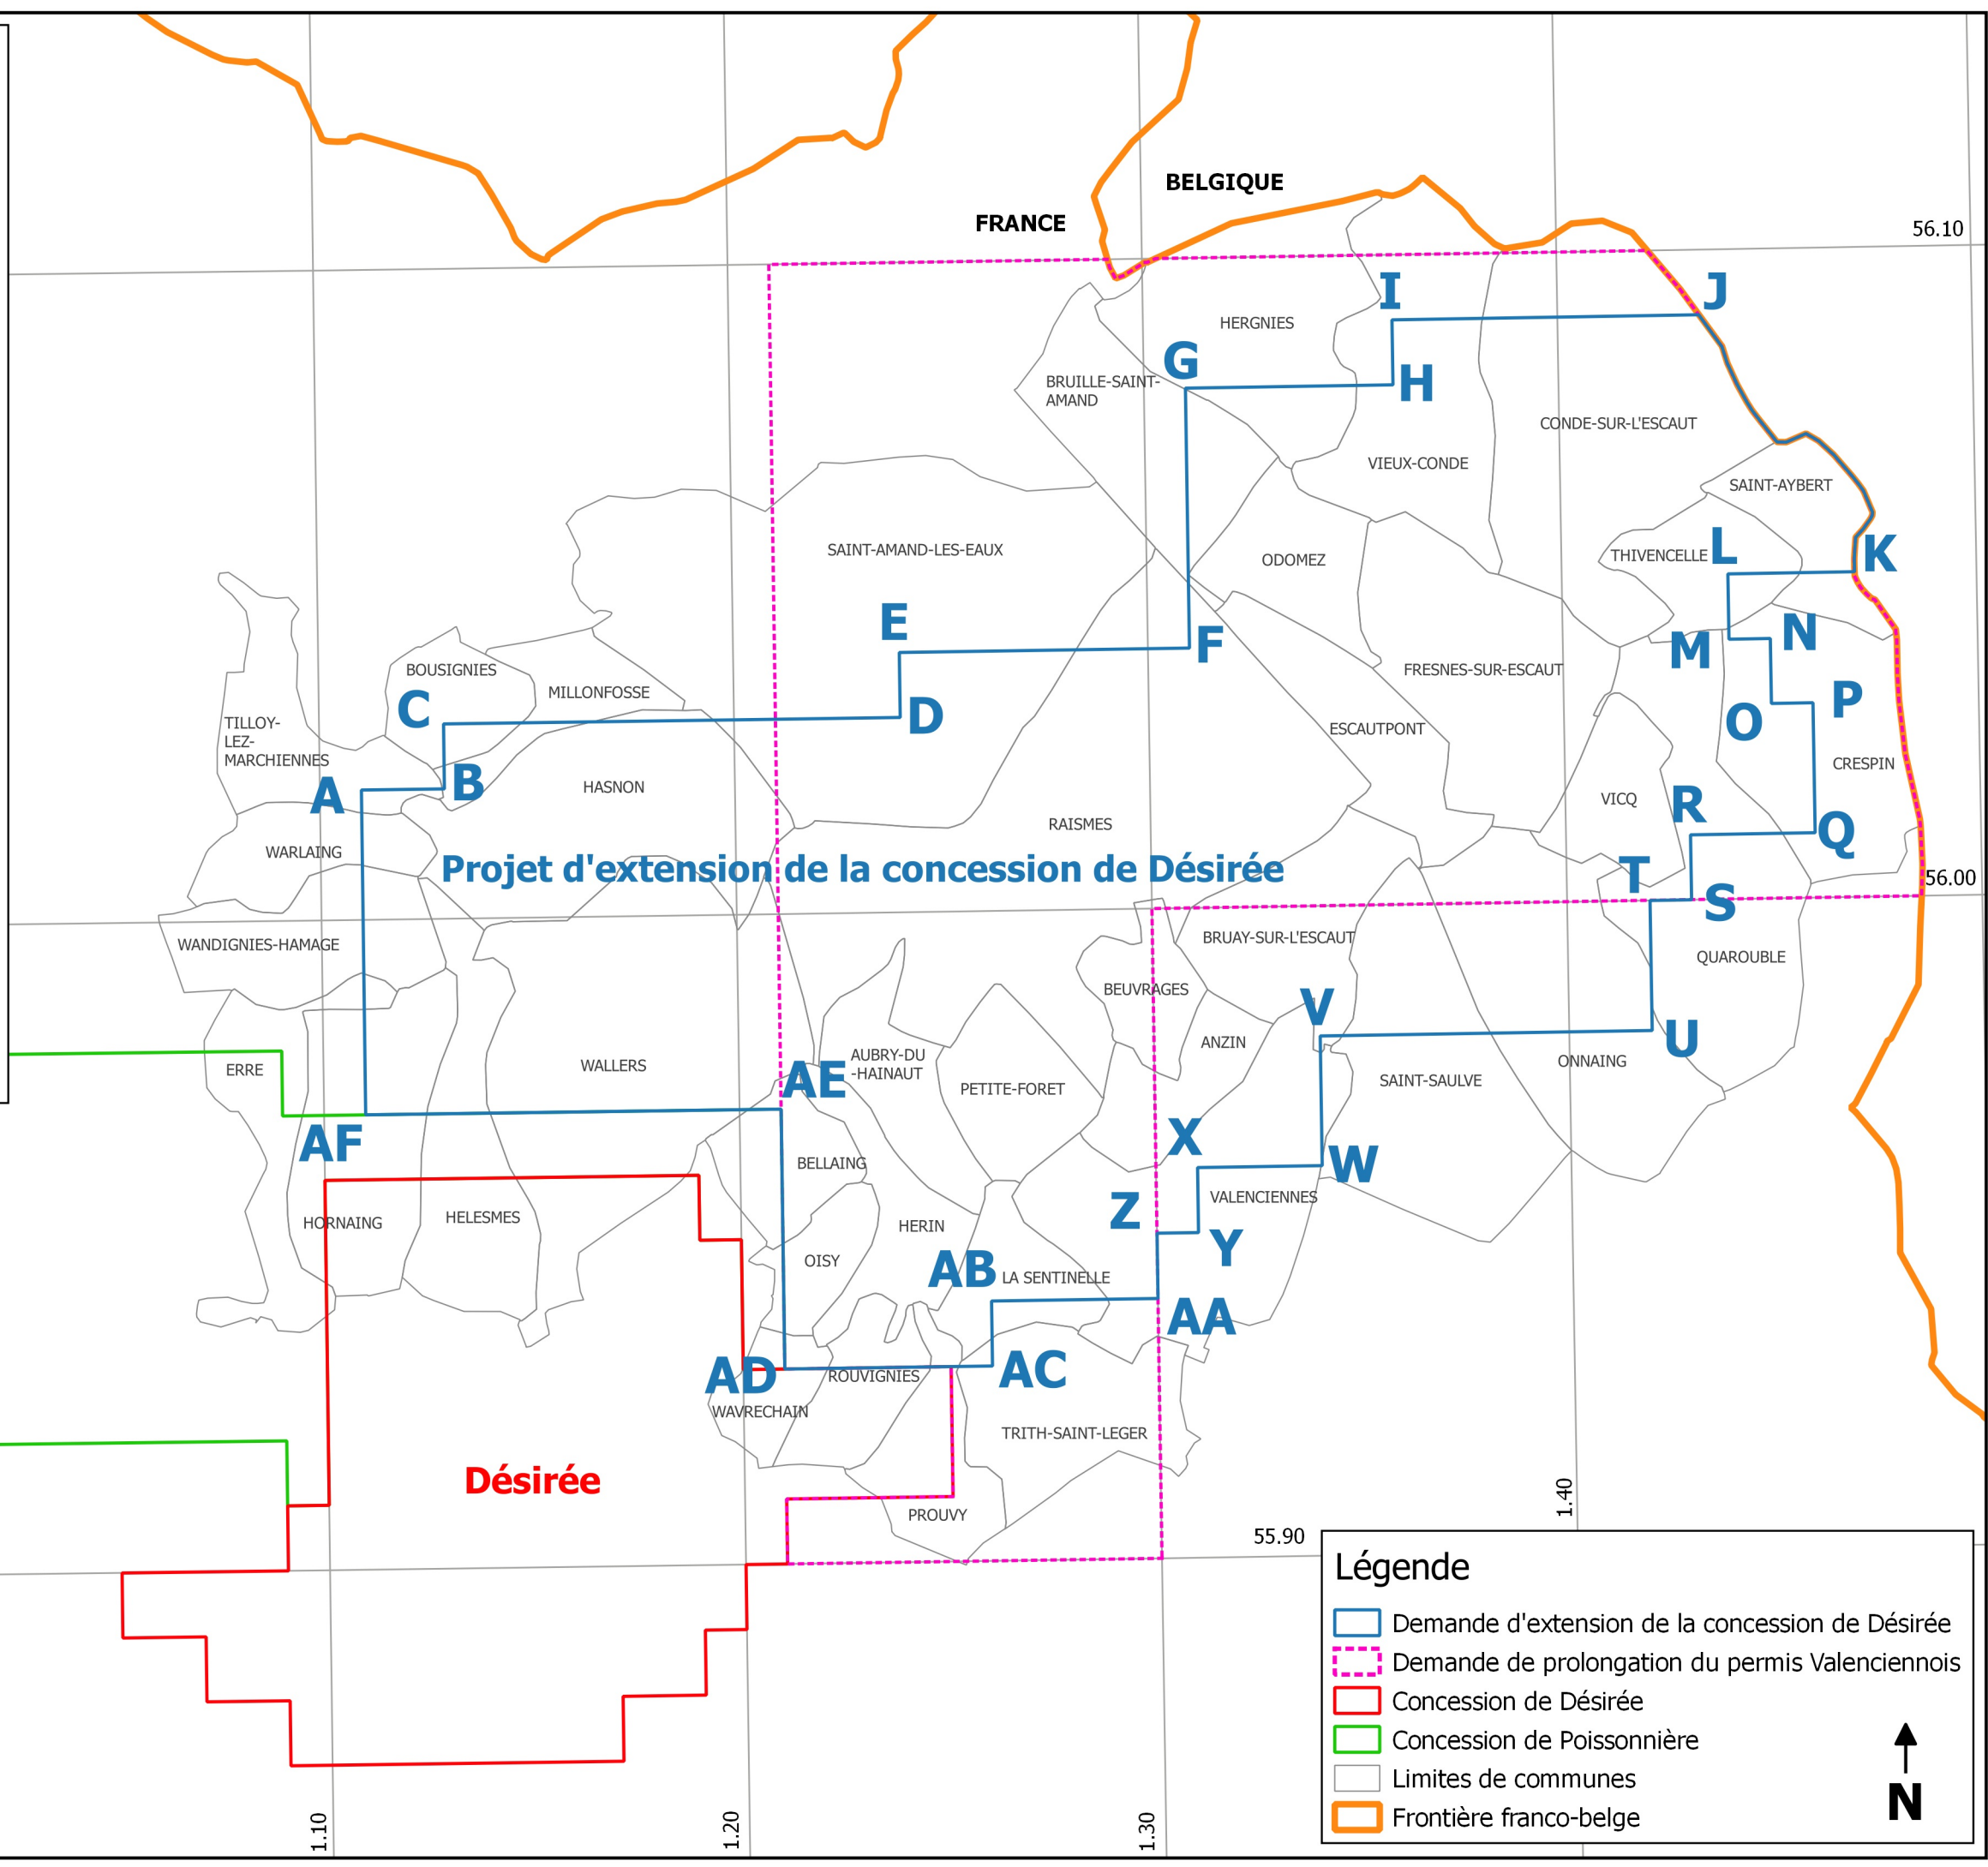 BELGIQUE
FRANCE
56.10
I
J
HERGNIES
G
BRUILLE-SAINT-
AMAND
H
CONDE-SUR-L'ESCAUT
VIEUX-CONDE
SAINT-AYBERT
SAINT-AMAND-LES-EAUX
ODOMEZ
THIVENCELLE
L
K
E
F
M
N
BOUSIGNIES
MILLONFOSSE
FRESNES-SUR-ESCAUT
C
D
O
P
TILLOY-
LEZ-
MARCHIENNES
ESCAUTPONT
CRESPIN
A
B
HASNON
VICQ
R
Q
RAISMES
WARLAING
Projet d'extension de la concession de Désirée
T
S
56.00
WANDIGNIES-HAMAGE
BRUAY-SUR-L'ESCAUT
QUAROUBLE
BEUVRAGES
V
U
ANZIN
ERRE
WALLERS
AE
AUBRY-DU
-HAINAUT
PETITE-FORET
SAINT-SAULVE
ONNAING
AF
X
W
BELLAING
VALENCIENNES
HORNAING
HELESMES
HERIN
Z
Y
OISY
AB
LA SENTINELLE
AA
AD
ROUVIGNIES
AC
WAVRECHAIN
TRITH-SAINT-LEGER
Désirée
PROUVY
1.40
55.90
Légende
Demande d'extension de la concession de Désirée
Demande de prolongation du permis Valenciennois
Concession de Désirée
Concession de Poissonnière
Limites de communes
Frontière franco-belge
N
1.10
1.20
1.30